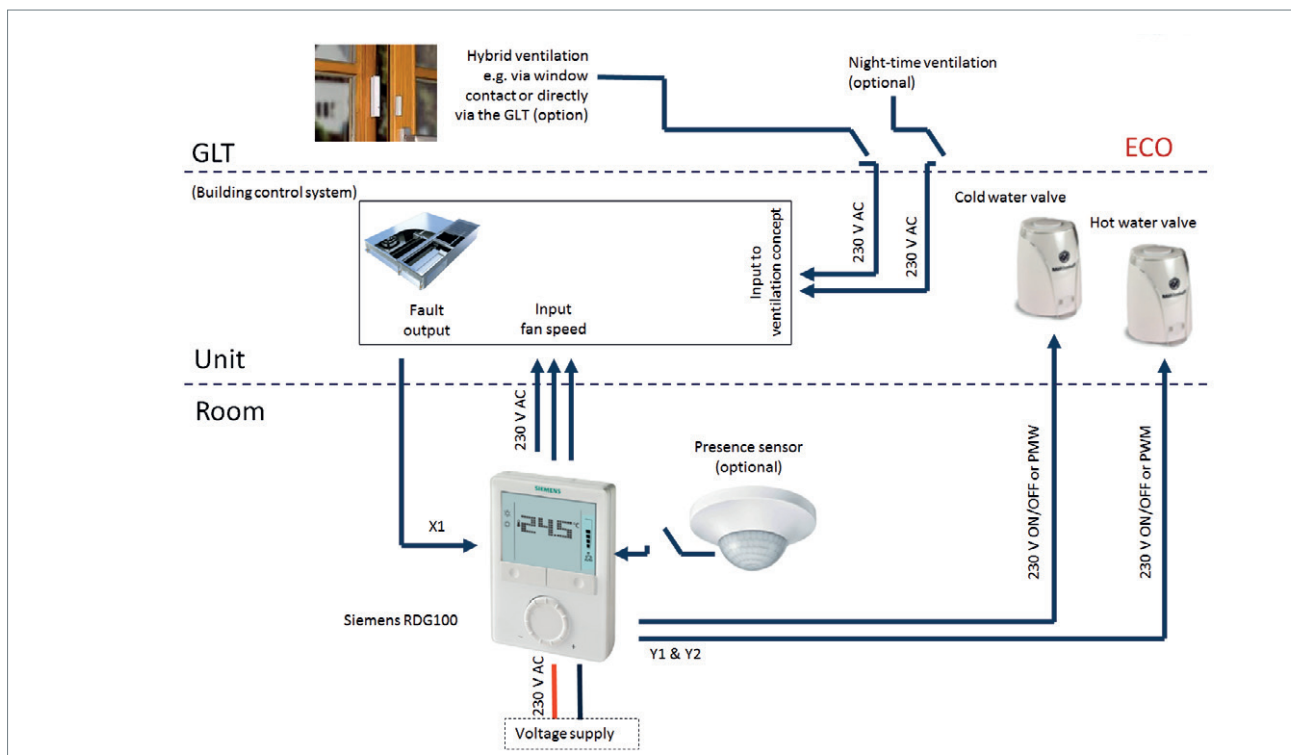 Hybrid ventilation
e.g. via window
contact or directly
via the GLT (option)
Night-time ventilation
(optional)
GLT
ECO
(Building control system)
Cold water valve
Hot water valve
230 V AC
230 V AC
Input to
ventilation concept
Fault
output
Input
fan speed
Unit
Room
230 V AC
Presence sensor
(optional)
230 V ON/OFF or PMW
230 V ON/OFF or PWM
SIEMENS
24.5 °C
X1
Siemens RDG100
Y1 & Y2
230 V AC
Voltage supply